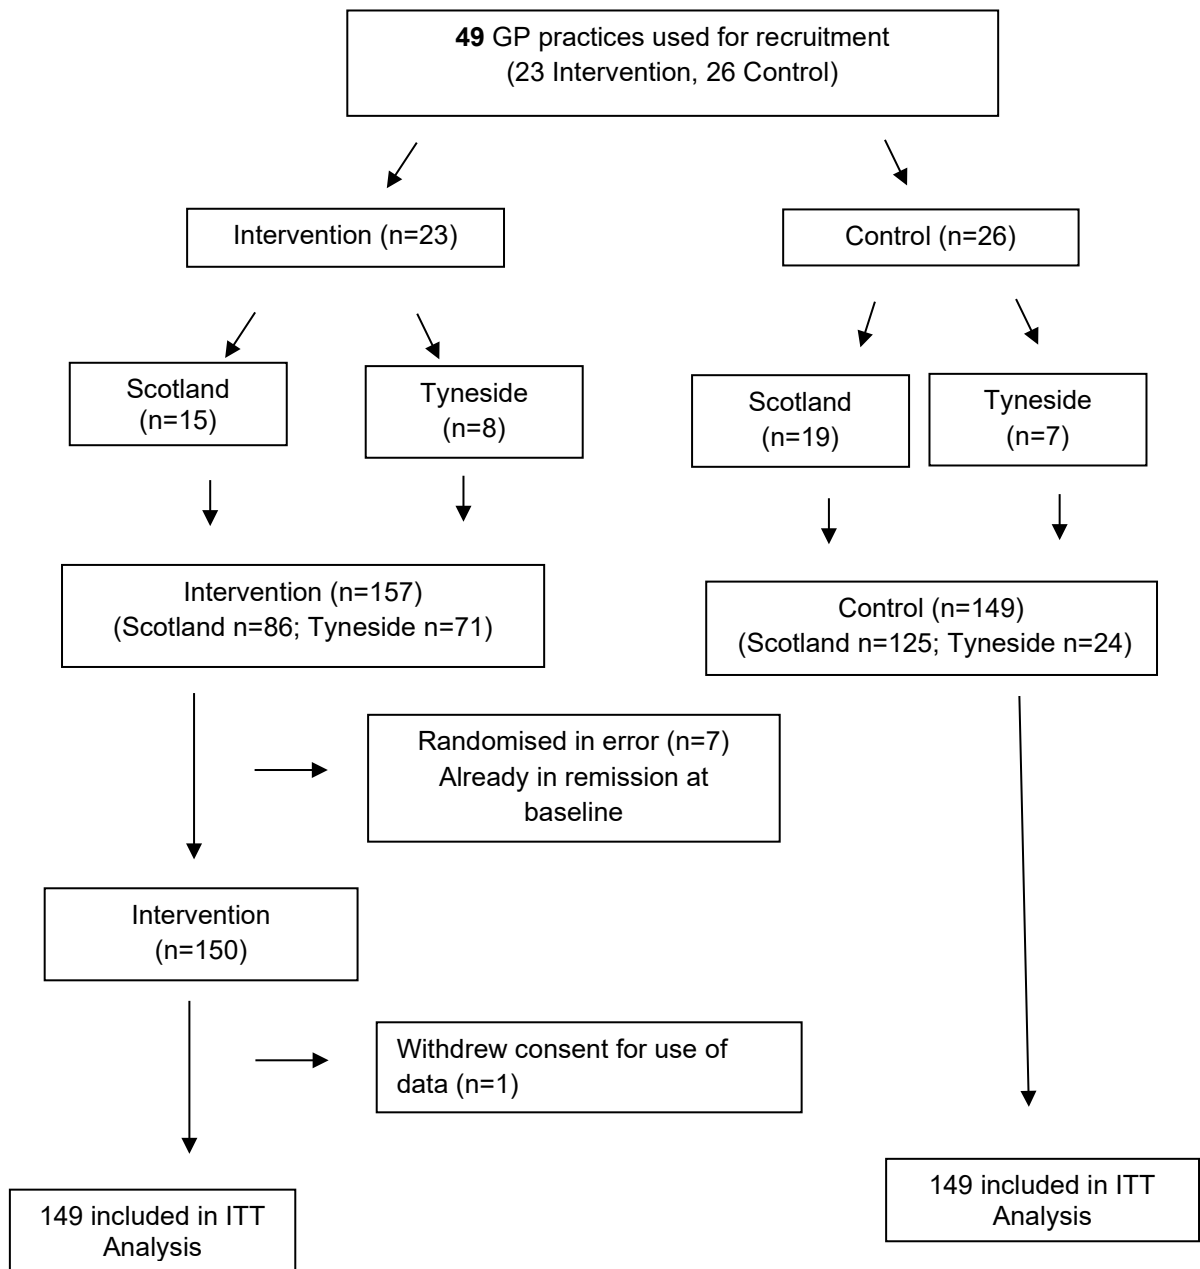 49 GP practices used for recruitment
(23 Intervention, 26 Control)
Intervention (n=23)
Control (n=26)
Scotland
(n=15)
Tyneside
(n=8)
Scotland
(n=19)
Tyneside
(n=7)
Intervention (n=157)
(Scotland n=86; Tyneside n=71)
Control (n=149)
(Scotland n=125; Tyneside n=24)
Randomised in error (n=7)
Already in remission at
baseline
Intervention
(n=150)
Withdrew consent for use of
data (n=1)
149 included in ITT
Analysis
149 included in ITT
Analysis